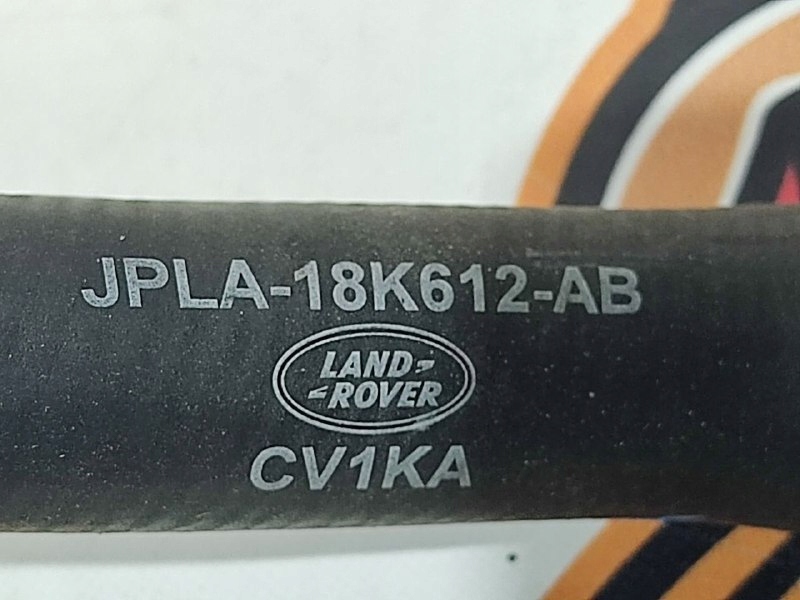 JPLA-18K612-AB
LAND-
-ROVER
CV1KA